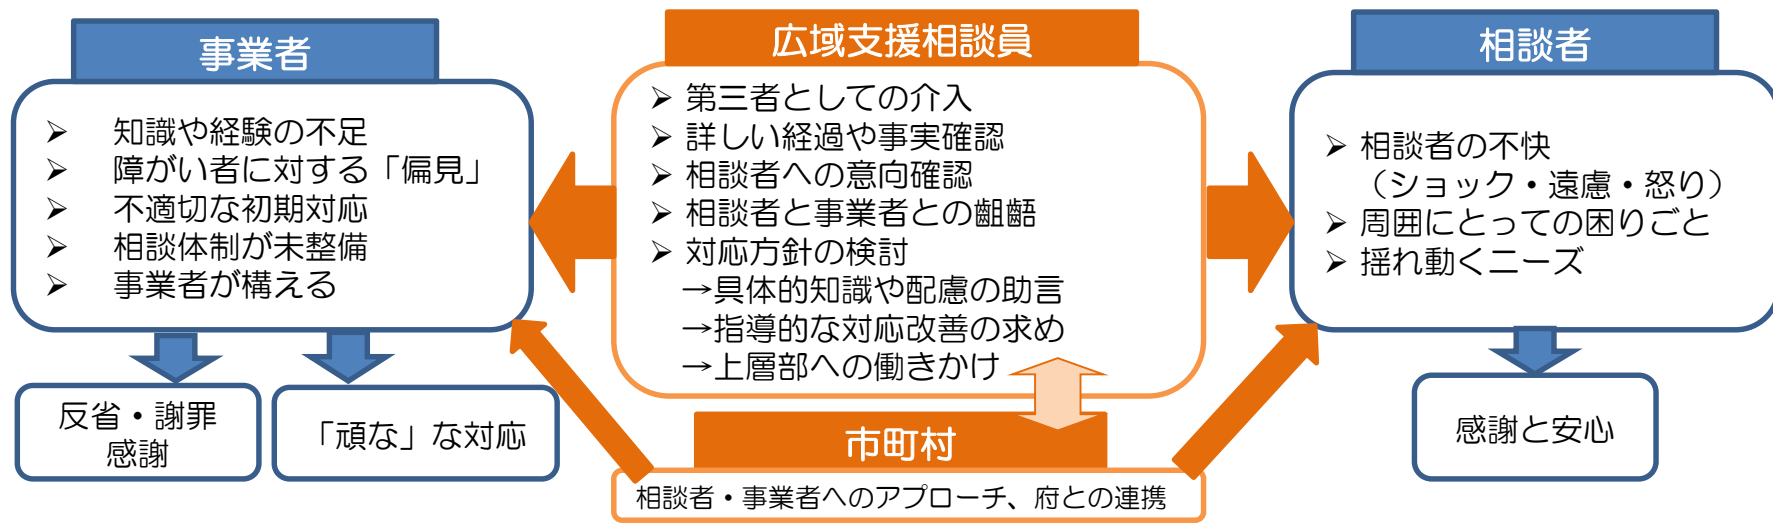 事業者
➢ 知識や経験の不足
➢ 障がい者に対する「偏見」
➢ 不適切な初期対応
➢ 相談体制が未整備
➢ 事業者が構える
反省・謝罪
感謝
「頑な」な対応
広域支援相談員
➢ 第三者としての介入
➢ 詳しい経過や事実確認
➢ 相談者への意向確認
➢ 相談者と事業者との齟齬
➢ 対応方針の検討
→具体的知識や配慮の助言
→指導的な対応改善の求め
→上層部への働きかけ
市町村
相談者・事業者へのアプローチ、府との連携
相談者
➢ 相談者の不快
（ショック・遠慮・怒り）
➢ 周囲にとっての困りごと
➢ 揺れ動くニーズ
感謝と安心